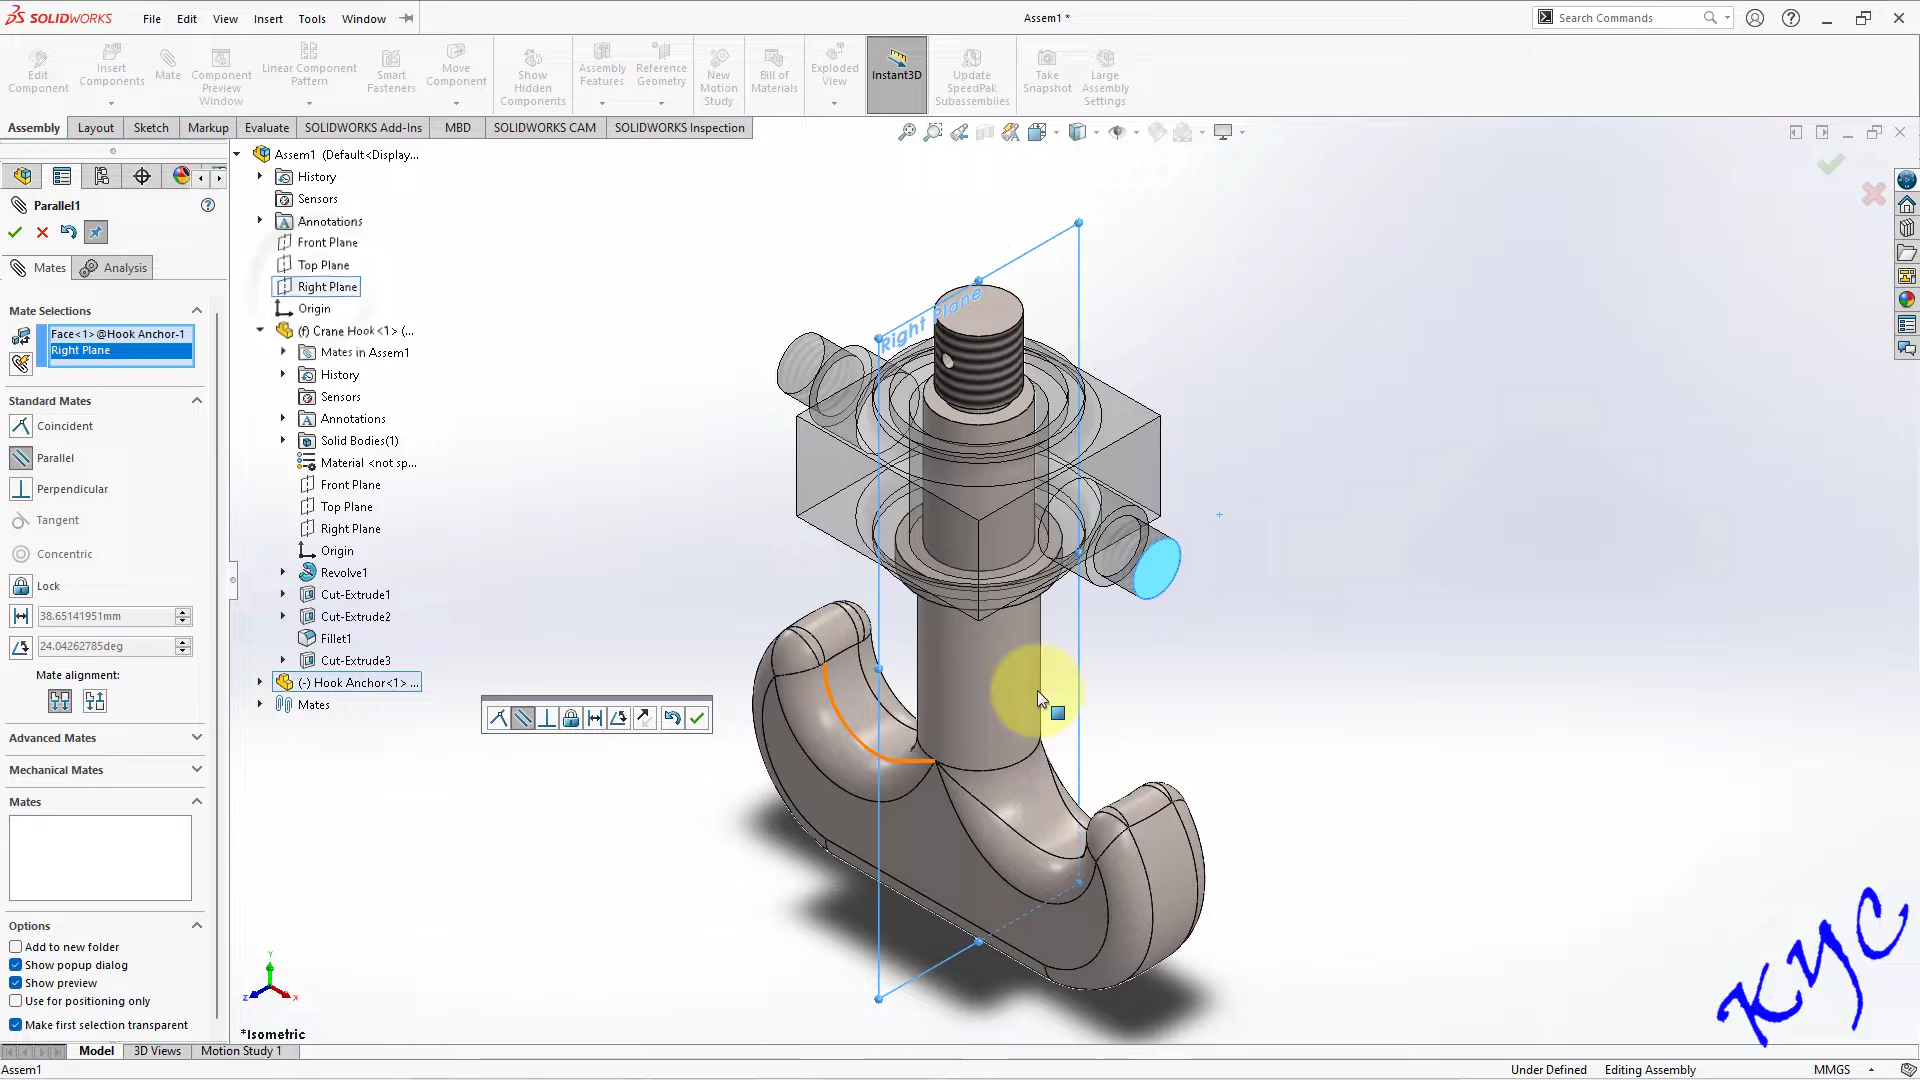 SOLIDWORKS File Edit View Insert Tools Window Assem1 * Search Commands
Edit Component
Insert Components
Mate
Component Preview Window
Linear Component Pattern
Smart Fasteners
Move Component
Show Hidden Components
Assembly Features
Reference Geometry
New Motion Study
Bill of Materials
Exploded View
Instant3D
Update SpeedPak Subassemblies
Take Snapshot
Large Assembly Settings
Assembly Layout Sketch Markup Evaluate SOLIDWORKS Add-Ins MBD SOLIDWORKS CAM SOLIDWORKS Inspection
Parallel1
Mates Analysis
Mate Selections
Face<1>@Hook Anchor-1
Right Plane
Standard Mates
Coincident
Parallel
Perpendicular
Tangent
Concentric
Lock
38.65141951mm
24.04262785deg
Mate alignment:
Advanced Mates
Mechanical Mates
Mates
Options
Add to new folder
Show popup dialog
Show preview
Use for positioning only
Make first selection transparent
Assem1 (Default<Display...
History
Sensors
Annotations
Front Plane
Top Plane
Right Plane
Origin
(f) Crane Hook<1> (...
Mates in Assem1
History
Sensors
Annotations
Solid Bodies(1)
Material <not sp...
Front Plane
Top Plane
Right Plane
Origin
Revolve1
Cut-Extrude1
Cut-Extrude2
Fillet1
Cut-Extrude3
(-) Hook Anchor<1> ...
Mates
Right Plane
Y
Z
X
*Isometric
KYC
Model 3D Views Motion Study 1
Assem1 Under Defined Editing Assembly MMGS